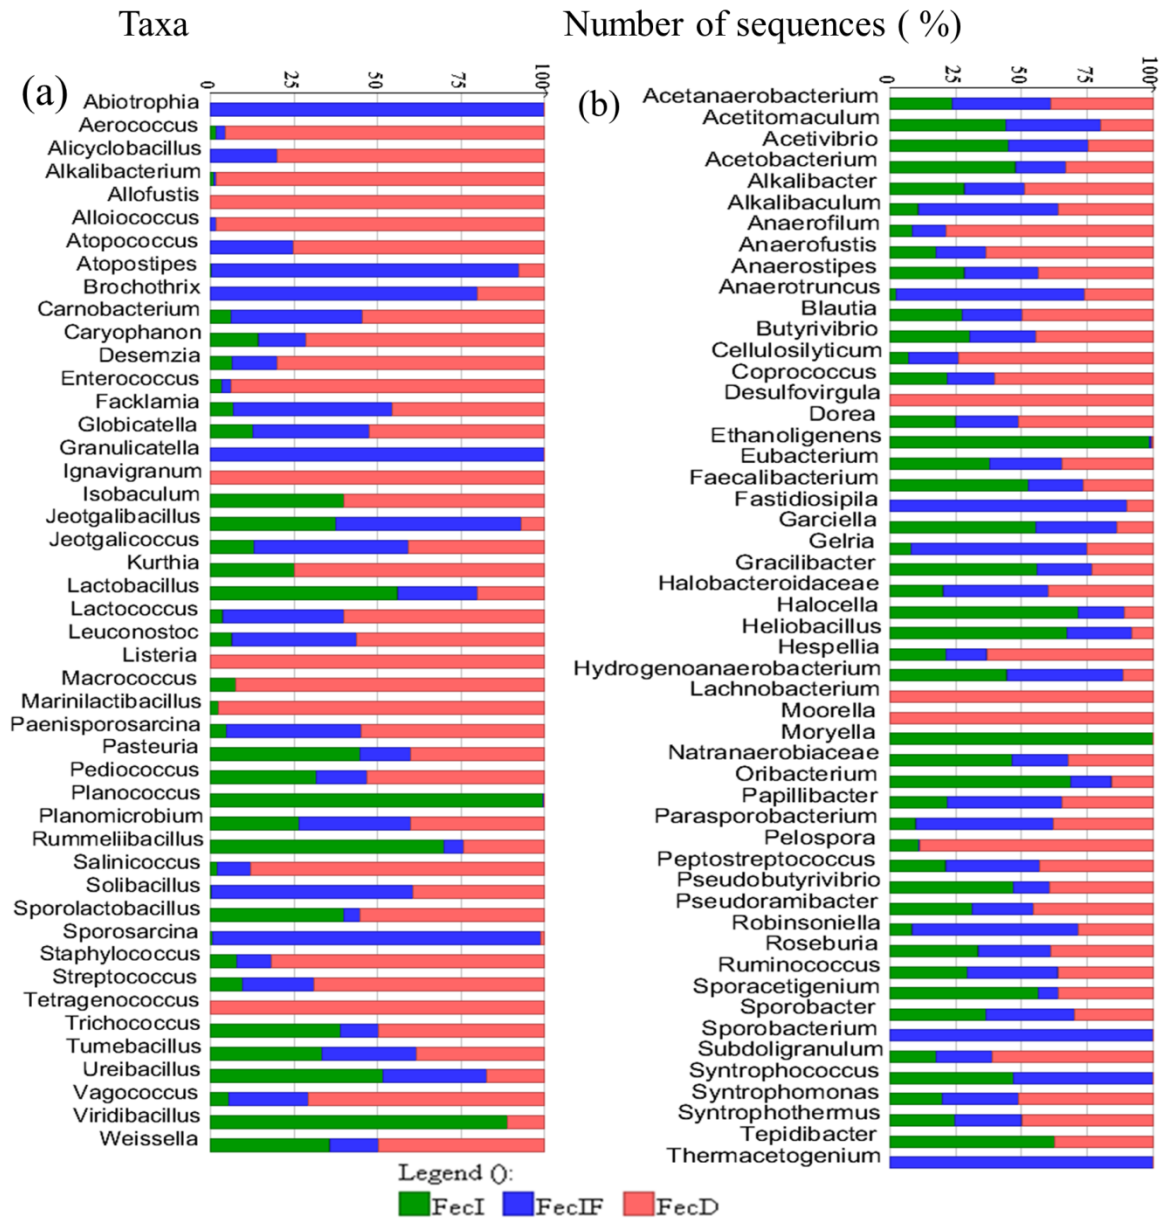 Taxa
Number of sequences ( %)
(a)
0 25 50 75 100
Abiotrophia
Aerococcus
Alicyclobacillus
Alkalibacterium
Allofustis
Alloiococcus
Atopococcus
Atopostipes
Brochothrix
Carnobacterium
Caryophanon
Desemzia
Enterococcus
Facklamia
Globicatella
Granulicatella
Ignavigranum
Isobaculum
Jeotgalibacillus
Jeotgalicoccus
Kurthia
Lactobacillus
Lactococcus
Leuconostoc
Listeria
Macrococcus
Marinilactibacillus
Paenisporosarcina
Pasteuria
Pediococcus
Planococcus
Planomicrobium
Rummeliibacillus
Salinicoccus
Solibacillus
Sporolactobacillus
Sporosarcina
Staphylococcus
Streptococcus
Tetragenococcus
Trichococcus
Tumebacillus
Ureibacillus
Vagococcus
Viridibacillus
Weissella
(b)
0 25 50 75 100
Acetanaerobacterium
Acetitomaculum
Acetivibrio
Acetobacterium
Alkalibacter
Alkalibaculum
Anaerofilum
Anaerofustis
Anaerostipes
Anaerotruncus
Blautia
Butyrivibrio
Cellulosilyticum
Coprococcus
Desulfovirgula
Dorea
Ethanoligenens
Eubacterium
Faecalibacterium
Fastidiosipila
Garciella
Gelria
Gracilibacter
Halobacteroidaceae
Halocella
Heliobacillus
Hespellia
Hydrogenoanaerobacterium
Lachnobacterium
Moorella
Moryella
Natranaerobiaceae
Oribacterium
Papillibacter
Parasporobacterium
Pelospora
Peptostreptococcus
Pseudobutyrivibrio
Pseudoramibacter
Robinsoniella
Roseburia
Ruminococcus
Sporacetigenium
Sporobacter
Sporobacterium
Subdoligranulum
Syntrophococcus
Syntrophomonas
Syntrophothermus
Tepidibacter
Thermacetogenium
Legend ():
FecI FecIF FecD